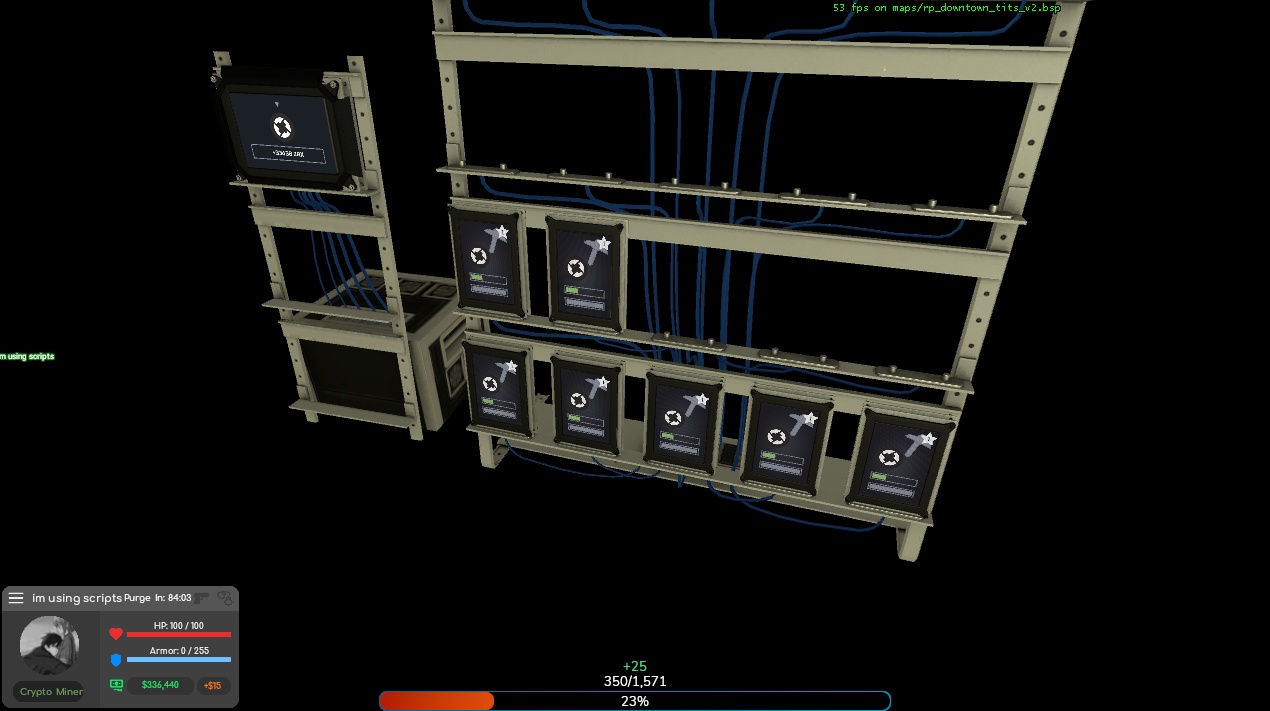 53 fps on maps/rp_downtown_tits_v2.bsp
m using scripts
im using scripts
Purge In: 84:03
HP: 100 / 100
Armor: 0 / 255
$336,440
+$15
Crypto Miner
+25
350/1,571
23%